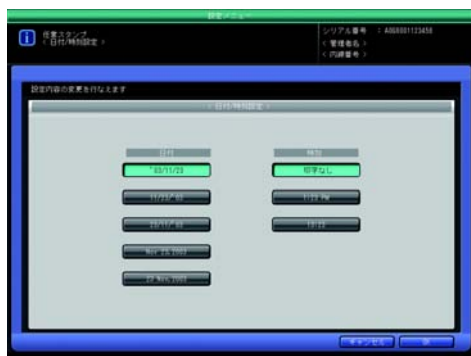 設定メニュー
任意スタンプ
< 日付/時刻設定 >
シリアル番号 : A0600001123456
< 管理者名 >
< 内線番号 >
設定内容の変更を行なえます
< 日付/時刻設定 >
日付 時刻
'03/11/23 印字なし
11/23/'03 1:23 PM
23/11/'03 13:23
Nov 23,2003
23 Nov,2003
キャンセル OK